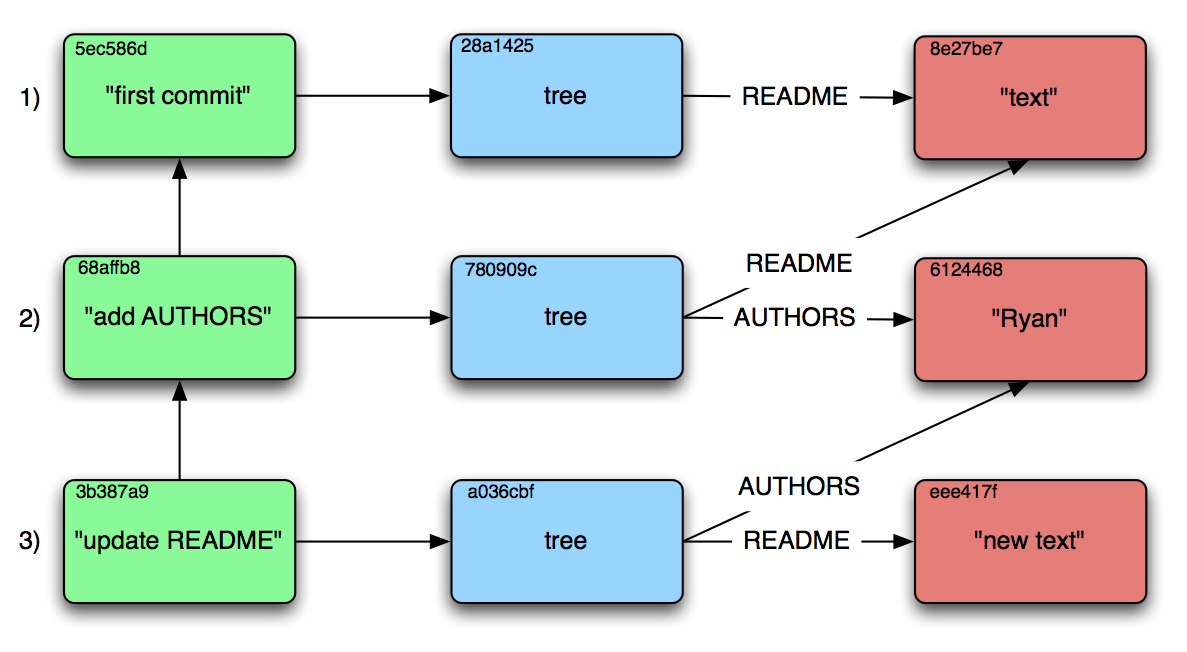 5ec586d
28a1425
8e27be7
1)
"first commit"
tree
README
"text"
68affb8
780909c
README
6124468
2)
"add AUTHORS"
tree
AUTHORS
"Ryan"
3b387a9
a036cbf
AUTHORS
eee417f
3)
"update README"
tree
README
"new text"